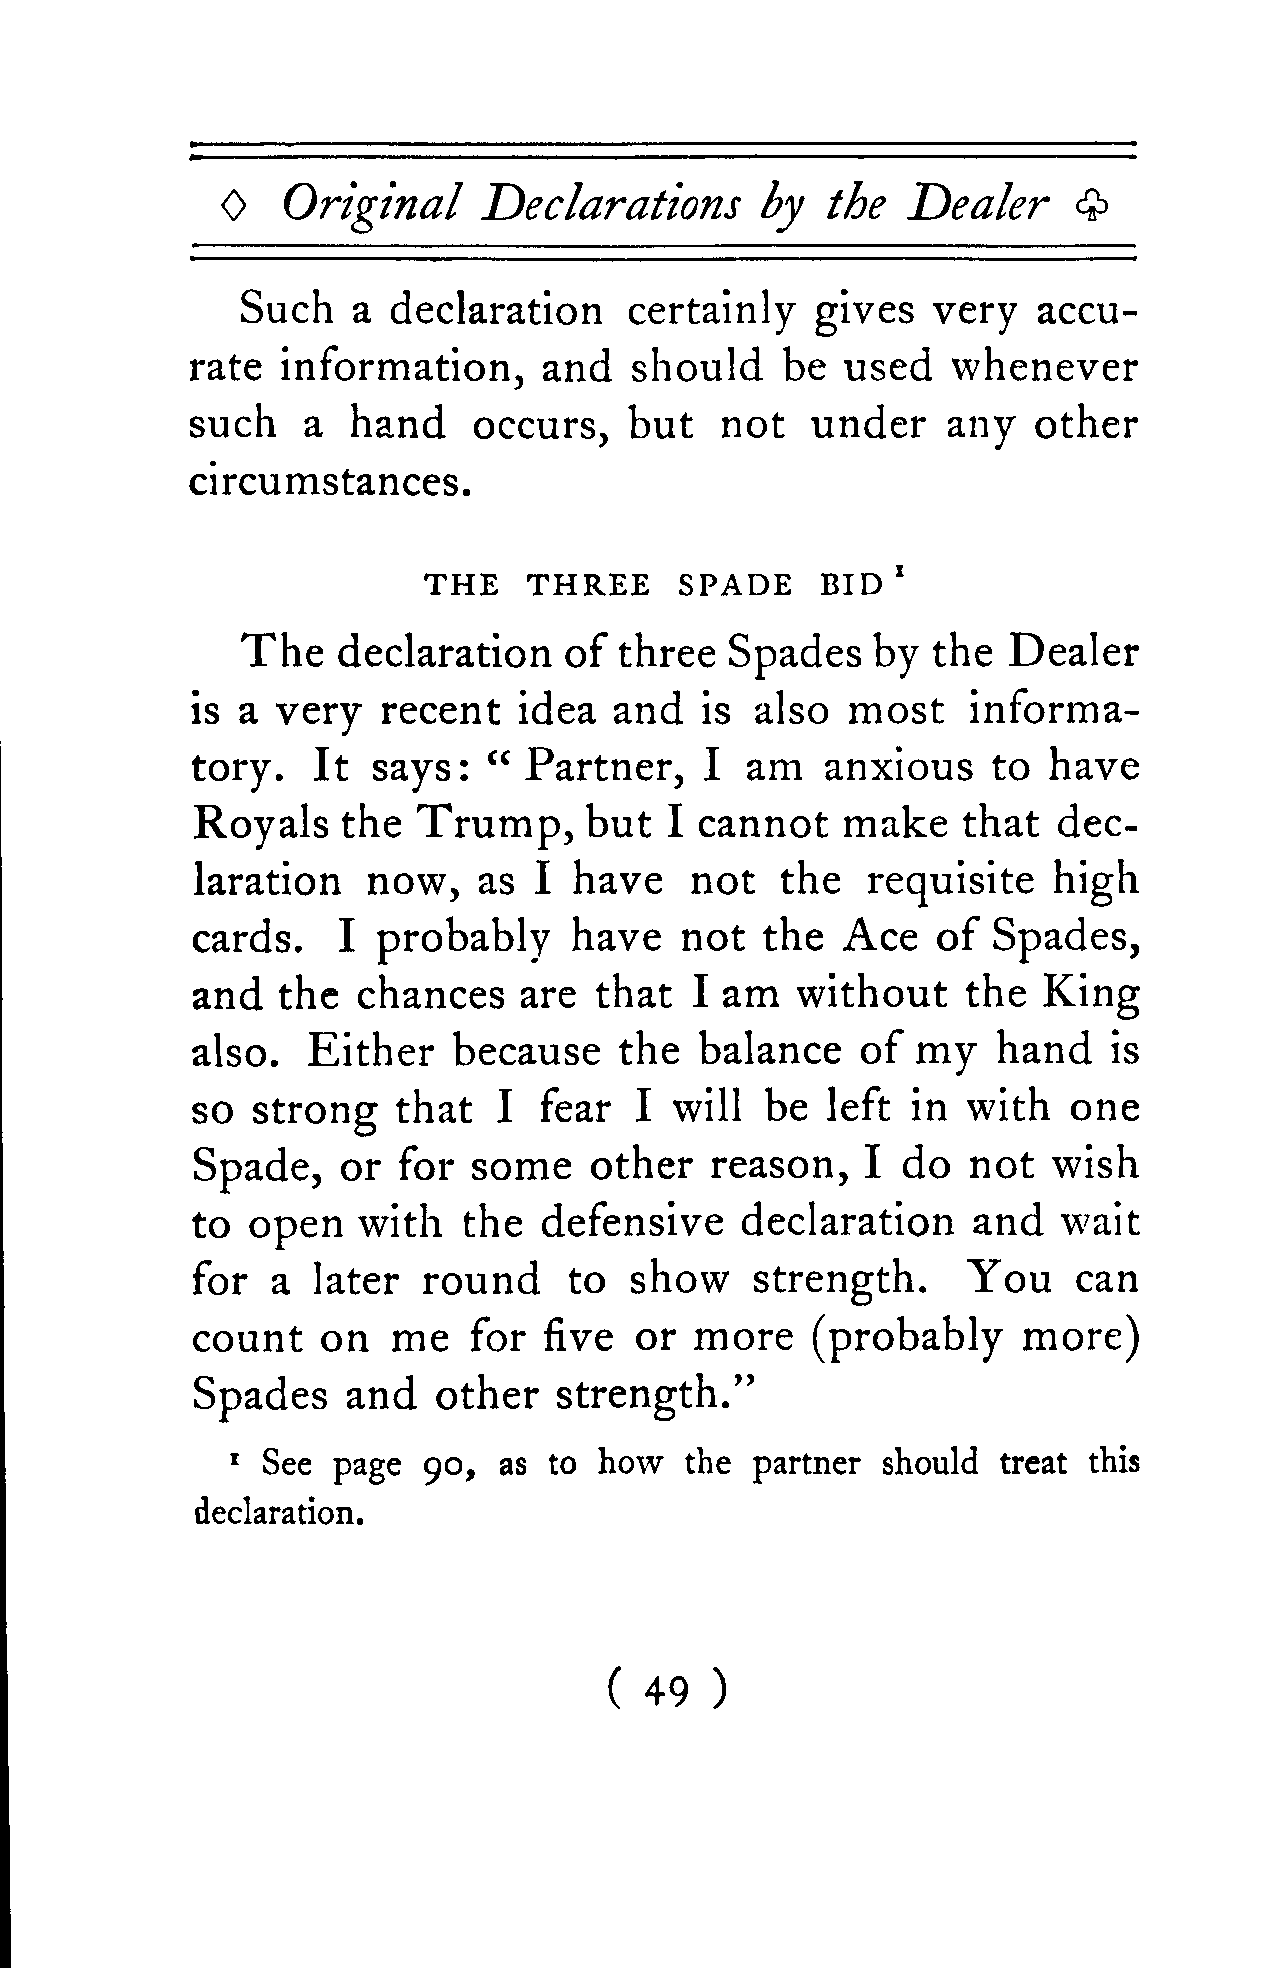 ◊ Original Declarations by the Dealer ♧
Such a declaration certainly gives very accu-
rate information, and should be used whenever
such a hand occurs, but not under any other
circumstances.
THE THREE SPADE BID ¹
The declaration of three Spades by the Dealer
is a very recent idea and is also most informa-
tory. It says: “ Partner, I am anxious to have
Royals the Trump, but I cannot make that dec-
laration now, as I have not the requisite high
cards. I probably have not the Ace of Spades,
and the chances are that I am without the King
also. Either because the balance of my hand is
so strong that I fear I will be left in with one
Spade, or for some other reason, I do not wish
to open with the defensive declaration and wait
for a later round to show strength. You can
count on me for five or more (probably more)
Spades and other strength.”
¹ See page 90, as to how the partner should treat this
declaration.
( 49 )